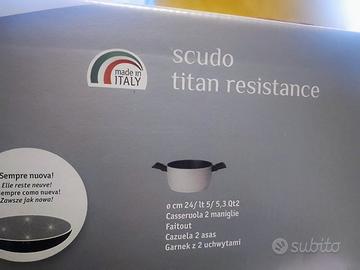 made in
ITALY
scudo
titan resistance
Sempre nuova!
Elle reste neuve!
Siempre como nueva!
Zawsze jak nowa!
ø cm 24/ lt 5/ 5,3 Qt2
Casseruola 2 maniglie
Faitout
Cazuela 2 asas
Garnek z 2 uchwytami
subito